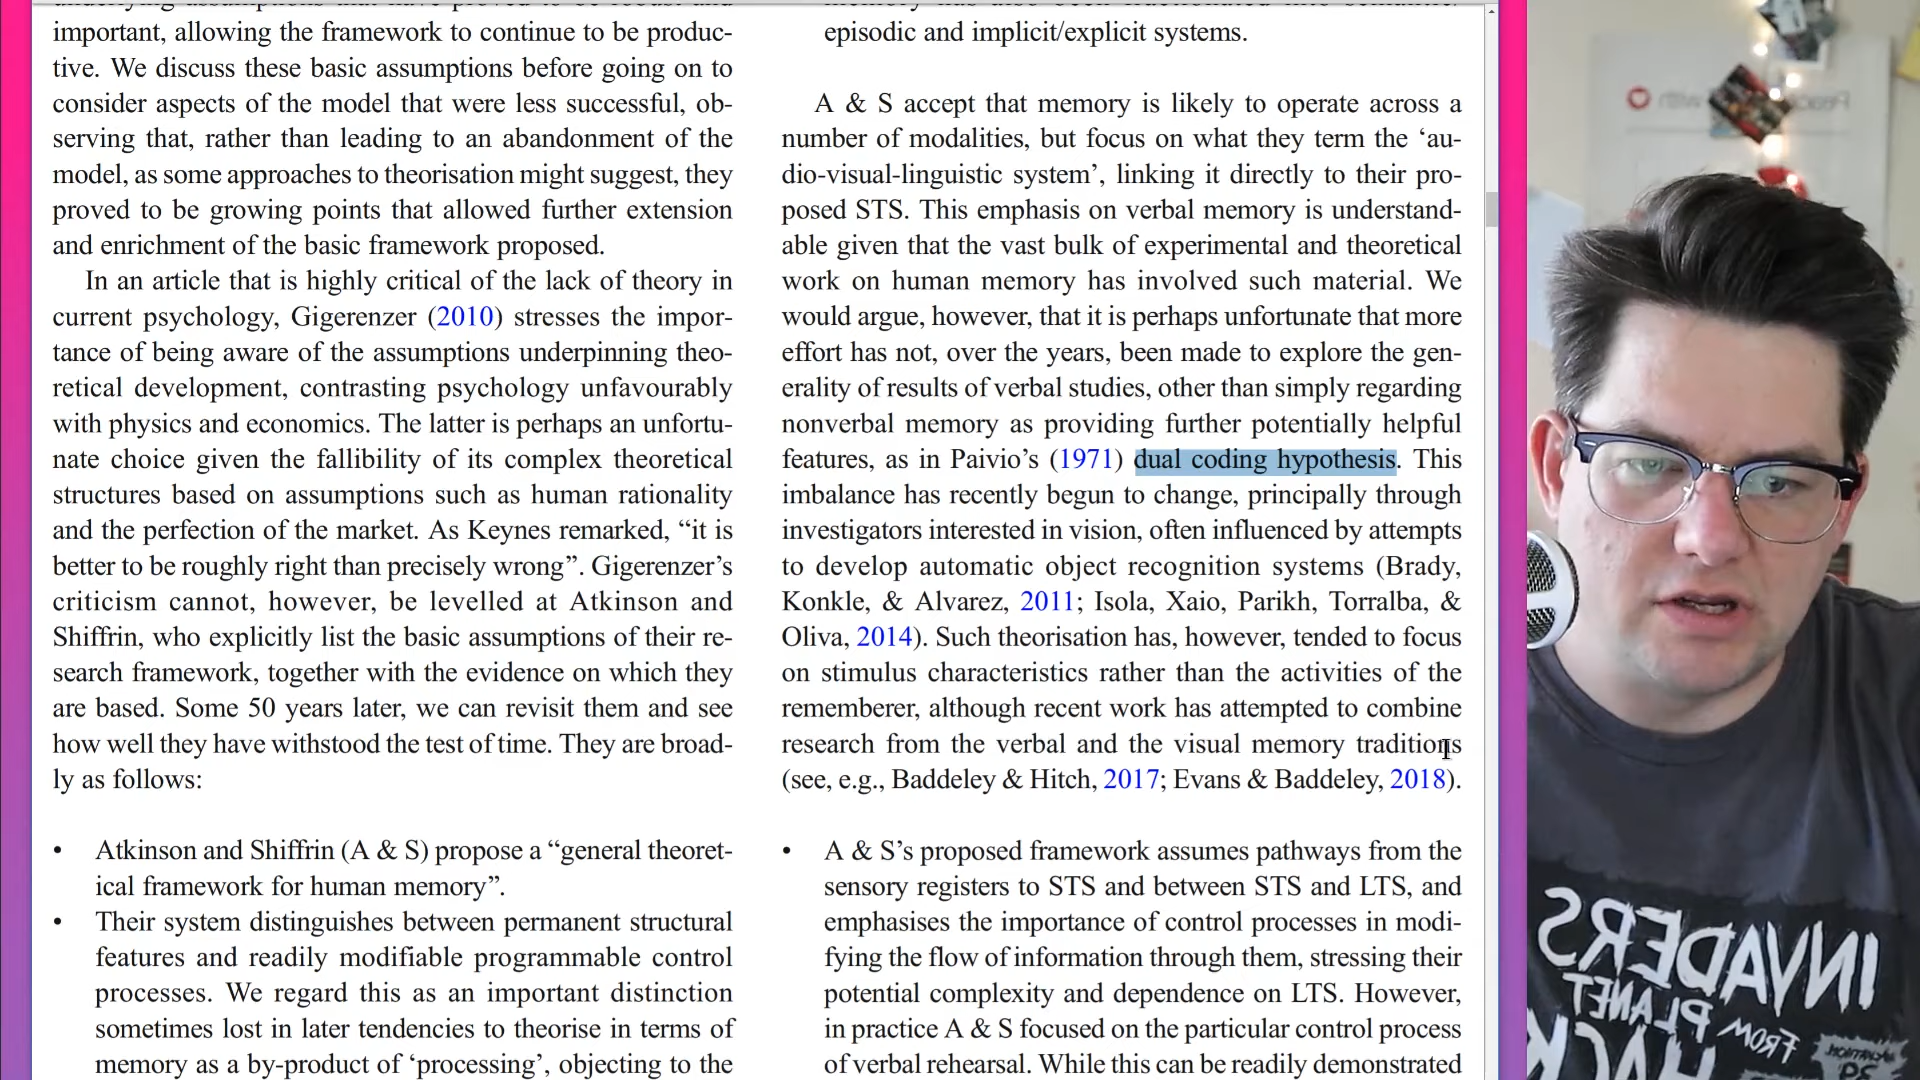 important, allowing the framework to continue to be produc-
tive. We discuss these basic assumptions before going on to
consider aspects of the model that were less successful, ob-
serving that, rather than leading to an abandonment of the
model, as some approaches to theorisation might suggest, they
proved to be growing points that allowed further extension
and enrichment of the basic framework proposed.
In an article that is highly critical of the lack of theory in
current psychology, Gigerenzer (2010) stresses the impor-
tance of being aware of the assumptions underpinning theo-
retical development, contrasting psychology unfavourably
with physics and economics. The latter is perhaps an unfortu-
nate choice given the fallibility of its complex theoretical
structures based on assumptions such as human rationality
and the perfection of the market. As Keynes remarked, “it is
better to be roughly right than precisely wrong”. Gigerenzer’s
criticism cannot, however, be levelled at Atkinson and
Shiffrin, who explicitly list the basic assumptions of their re-
search framework, together with the evidence on which they
are based. Some 50 years later, we can revisit them and see
how well they have withstood the test of time. They are broad-
ly as follows:
• Atkinson and Shiffrin (A & S) propose a “general theoret-
ical framework for human memory”.
• Their system distinguishes between permanent structural
features and readily modifiable programmable control
processes. We regard this as an important distinction
sometimes lost in later tendencies to theorise in terms of
memory as a by-product of ‘processing’, objecting to the
episodic and implicit/explicit systems.
A & S accept that memory is likely to operate across a
number of modalities, but focus on what they term the ‘au-
dio-visual-linguistic system’, linking it directly to their pro-
posed STS. This emphasis on verbal memory is understand-
able given that the vast bulk of experimental and theoretical
work on human memory has involved such material. We
would argue, however, that it is perhaps unfortunate that more
effort has not, over the years, been made to explore the gen-
erality of results of verbal studies, other than simply regarding
nonverbal memory as providing further potentially helpful
features, as in Paivio’s (1971) dual coding hypothesis. This
imbalance has recently begun to change, principally through
investigators interested in vision, often influenced by attempts
to develop automatic object recognition systems (Brady,
Konkle, & Alvarez, 2011; Isola, Xaio, Parikh, Torralba, &
Oliva, 2014). Such theorisation has, however, tended to focus
on stimulus characteristics rather than the activities of the
rememberer, although recent work has attempted to combine
research from the verbal and the visual memory traditions
(see, e.g., Baddeley & Hitch, 2017; Evans & Baddeley, 2018).
• A & S’s proposed framework assumes pathways from the
sensory registers to STS and between STS and LTS, and
emphasises the importance of control processes in modi-
fying the flow of information through them, stressing their
potential complexity and dependence on LTS. However,
in practice A & S focused on the particular control process
of verbal rehearsal. While this can be readily demonstrated
INVADERS
FROM PLANET